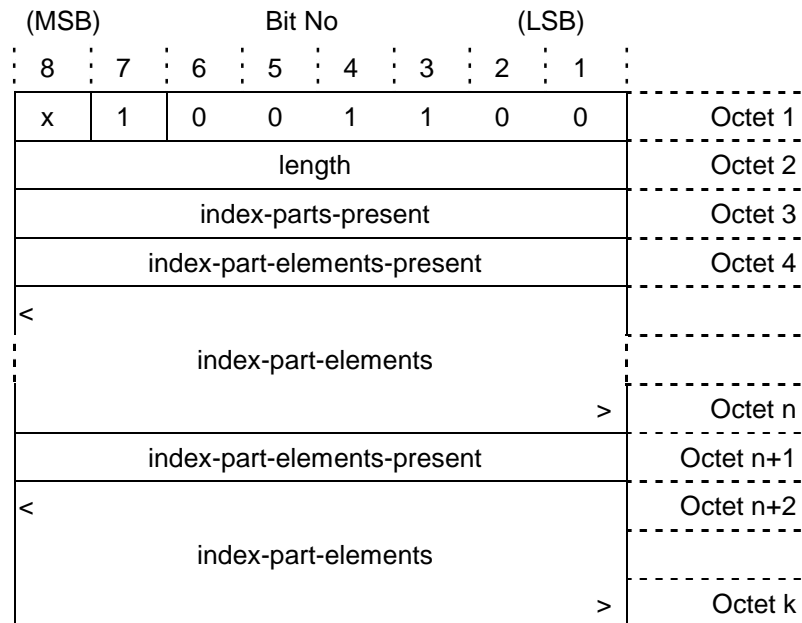 (MSB) Bit No (LSB)
8 7 6 5 4 3 2 1
x 1 0 0 1 1 0 0 Octet 1
length Octet 2
index-parts-present Octet 3
index-part-elements-present Octet 4
<
index-part-elements
> Octet n
index-part-elements-present Octet n+1
< Octet n+2
index-part-elements
> Octet k